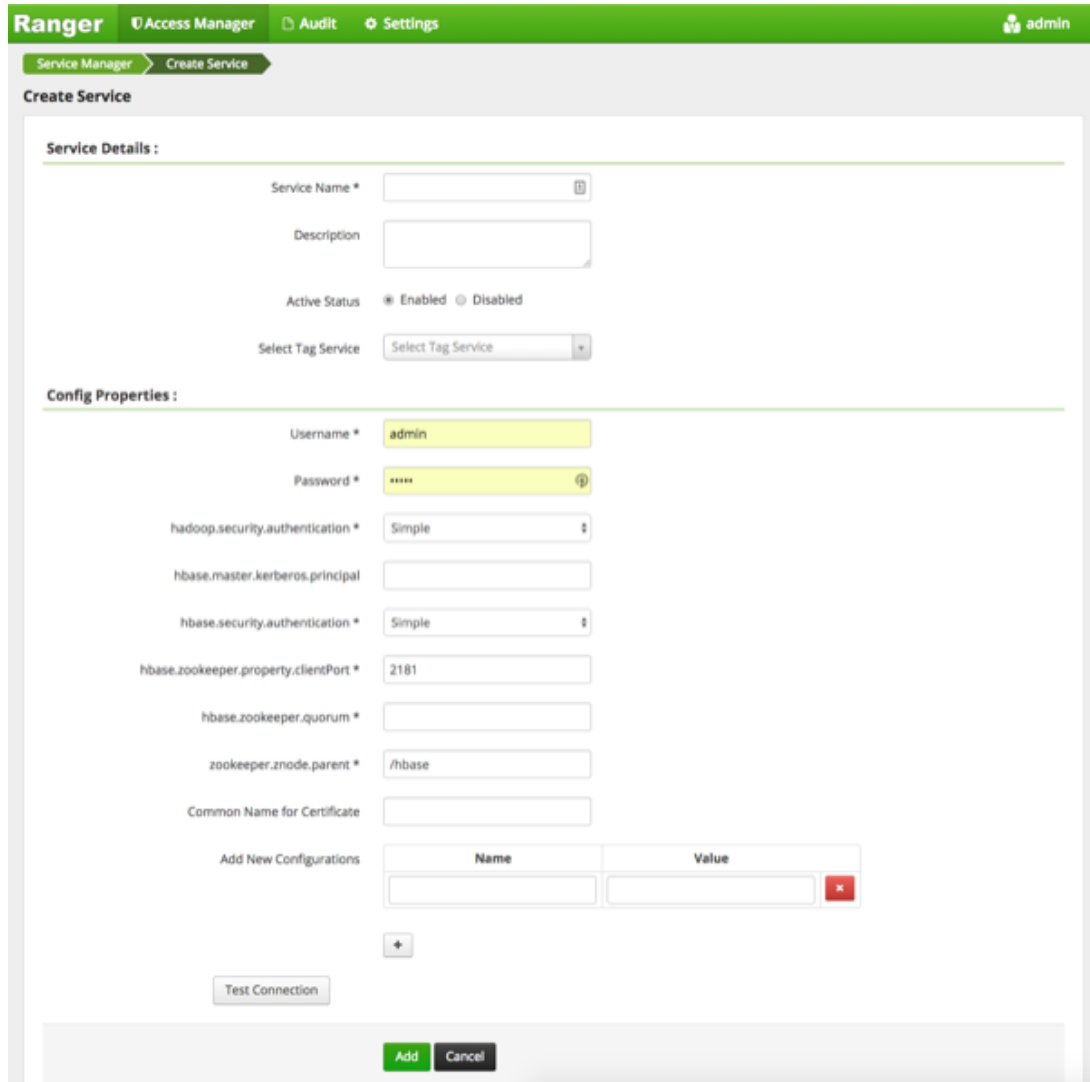 Ranger Access Manager Audit Settings admin
Service Manager Create Service
Create Service
Service Details :
Service Name *
Description
Active Status Enabled Disabled
Select Tag Service Select Tag Service
Config Properties :
Username * admin
Password * •••••
hadoop.security.authentication * Simple
hbase.master.kerberos.principal
hbase.security.authentication * Simple
hbase.zookeeper.property.clientPort * 2181
hbase.zookeeper.quorum *
zookeeper.znode.parent * /hbase
Common Name for Certificate
Add New Configurations Name Value
+
Test Connection
Add Cancel